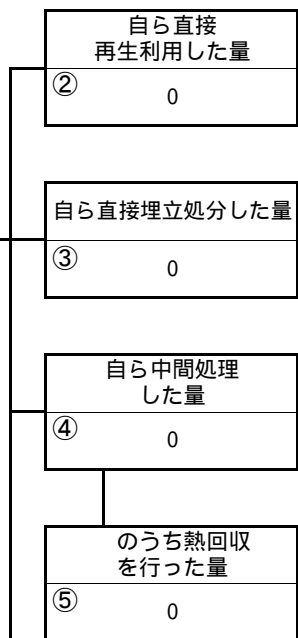 自ら直接
再生利用した量
②
0
自ら直接埋立処分した量
③
0
自ら中間処理
した量
④
0
のうち熱回収
を行った量
⑤
0